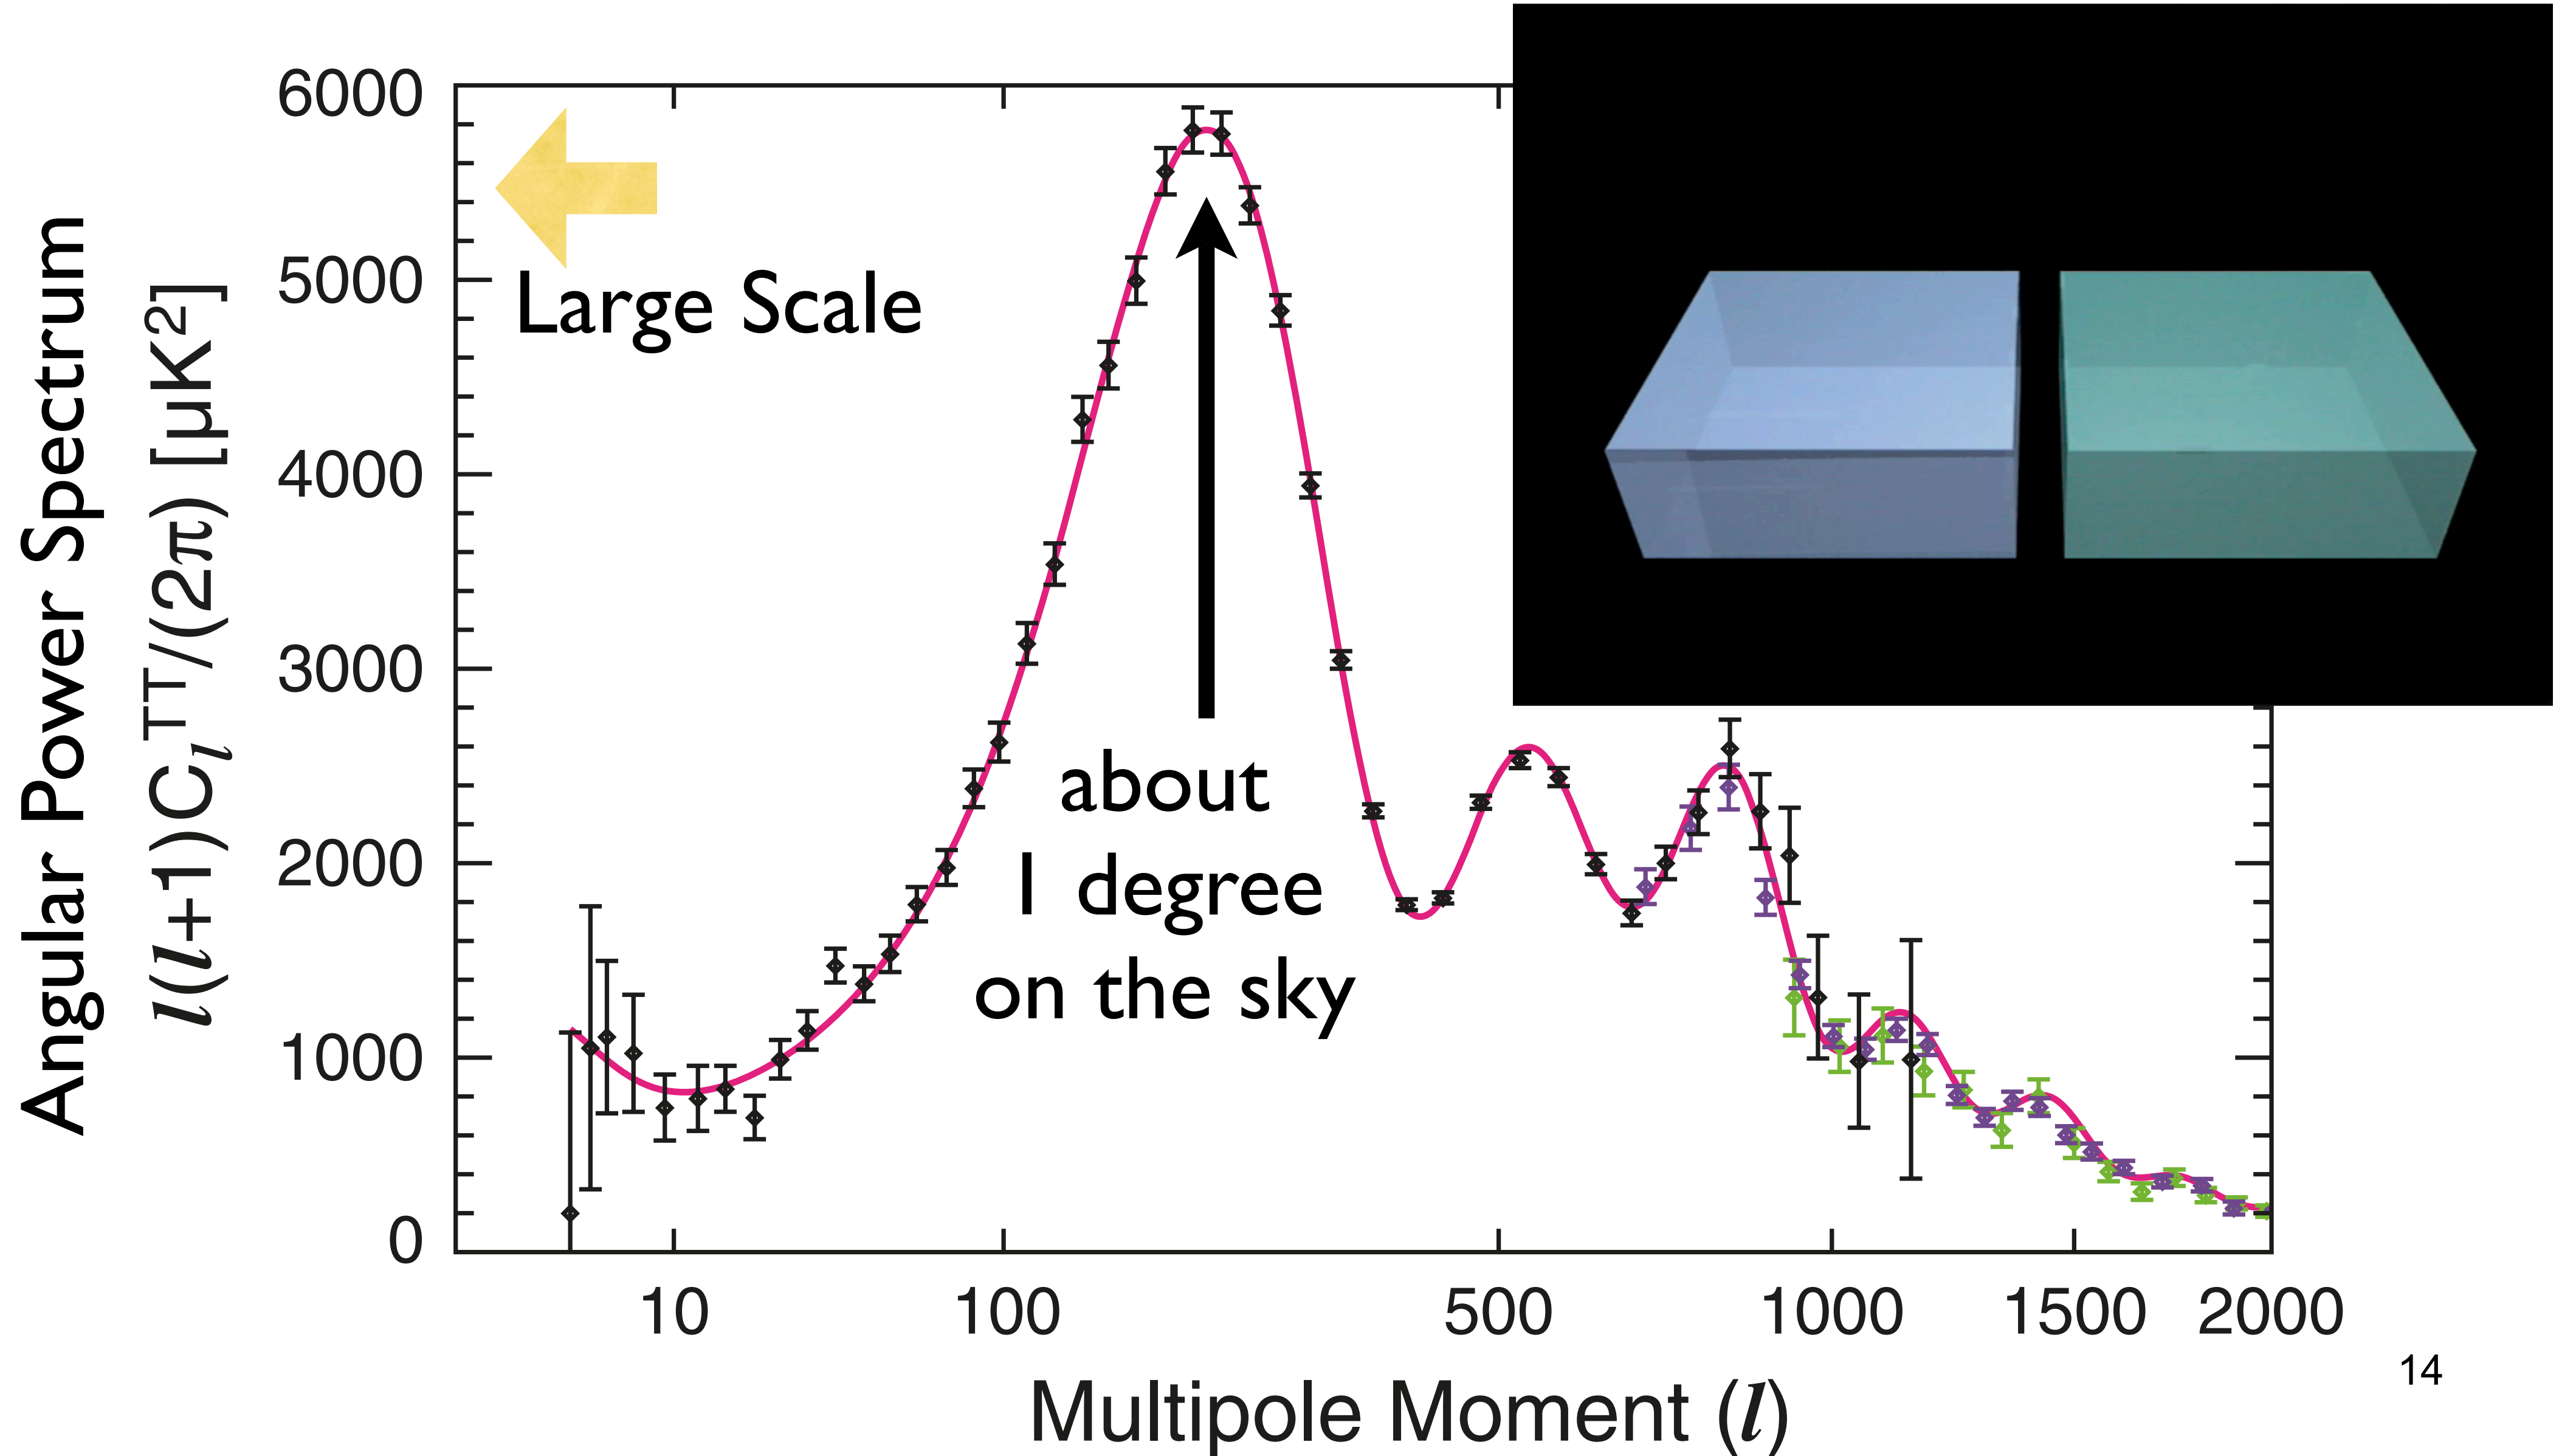 Angular Power Spectrum
l(l+1)C_l^TT/(2π) [μK²]
6000
5000
4000
3000
2000
1000
0
Large Scale
about
1 degree
on the sky
10 100 500 1000 1500 2000
Multipole Moment (l)
14